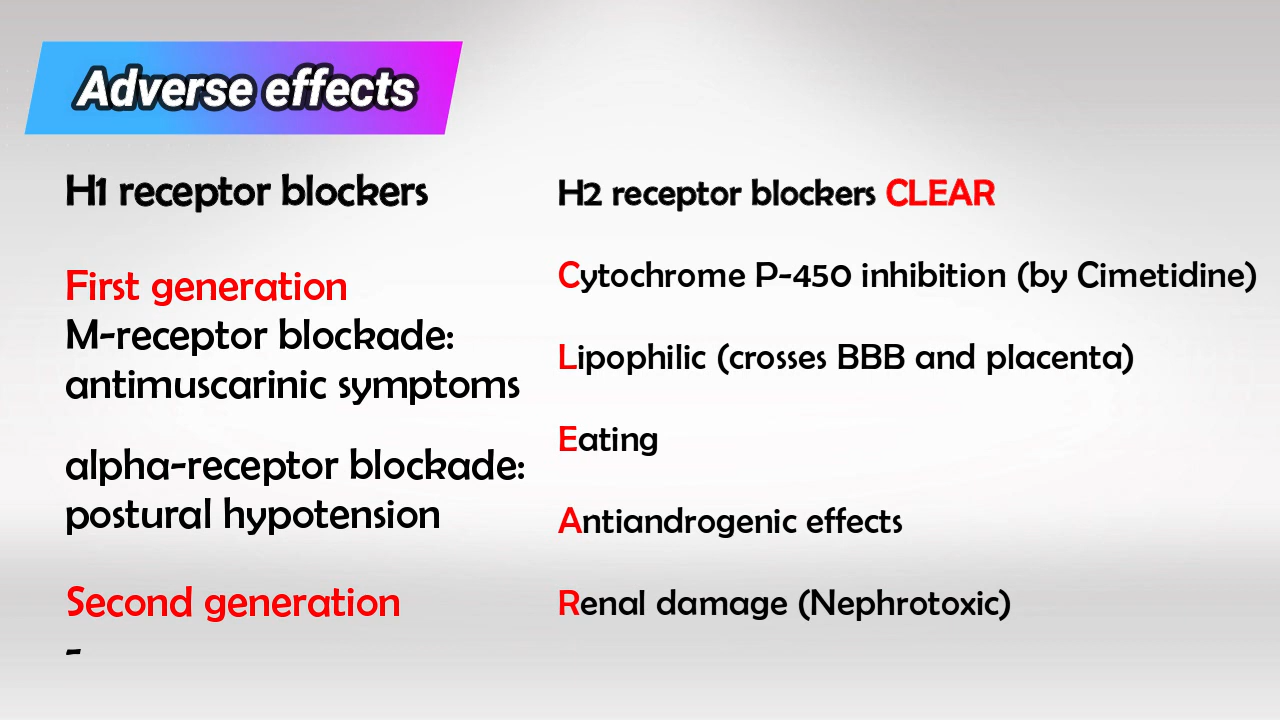 Adverse effects
H1 receptor blockers
First generation
M-receptor blockade:
antimuscarinic symptoms
alpha-receptor blockade:
postural hypotension
Second generation
-
H2 receptor blockers CLEAR
Cytochrome P-450 inhibition (by Cimetidine)
Lipophilic (crosses BBB and placenta)
Eating
Antiandrogenic effects
Renal damage (Nephrotoxic)